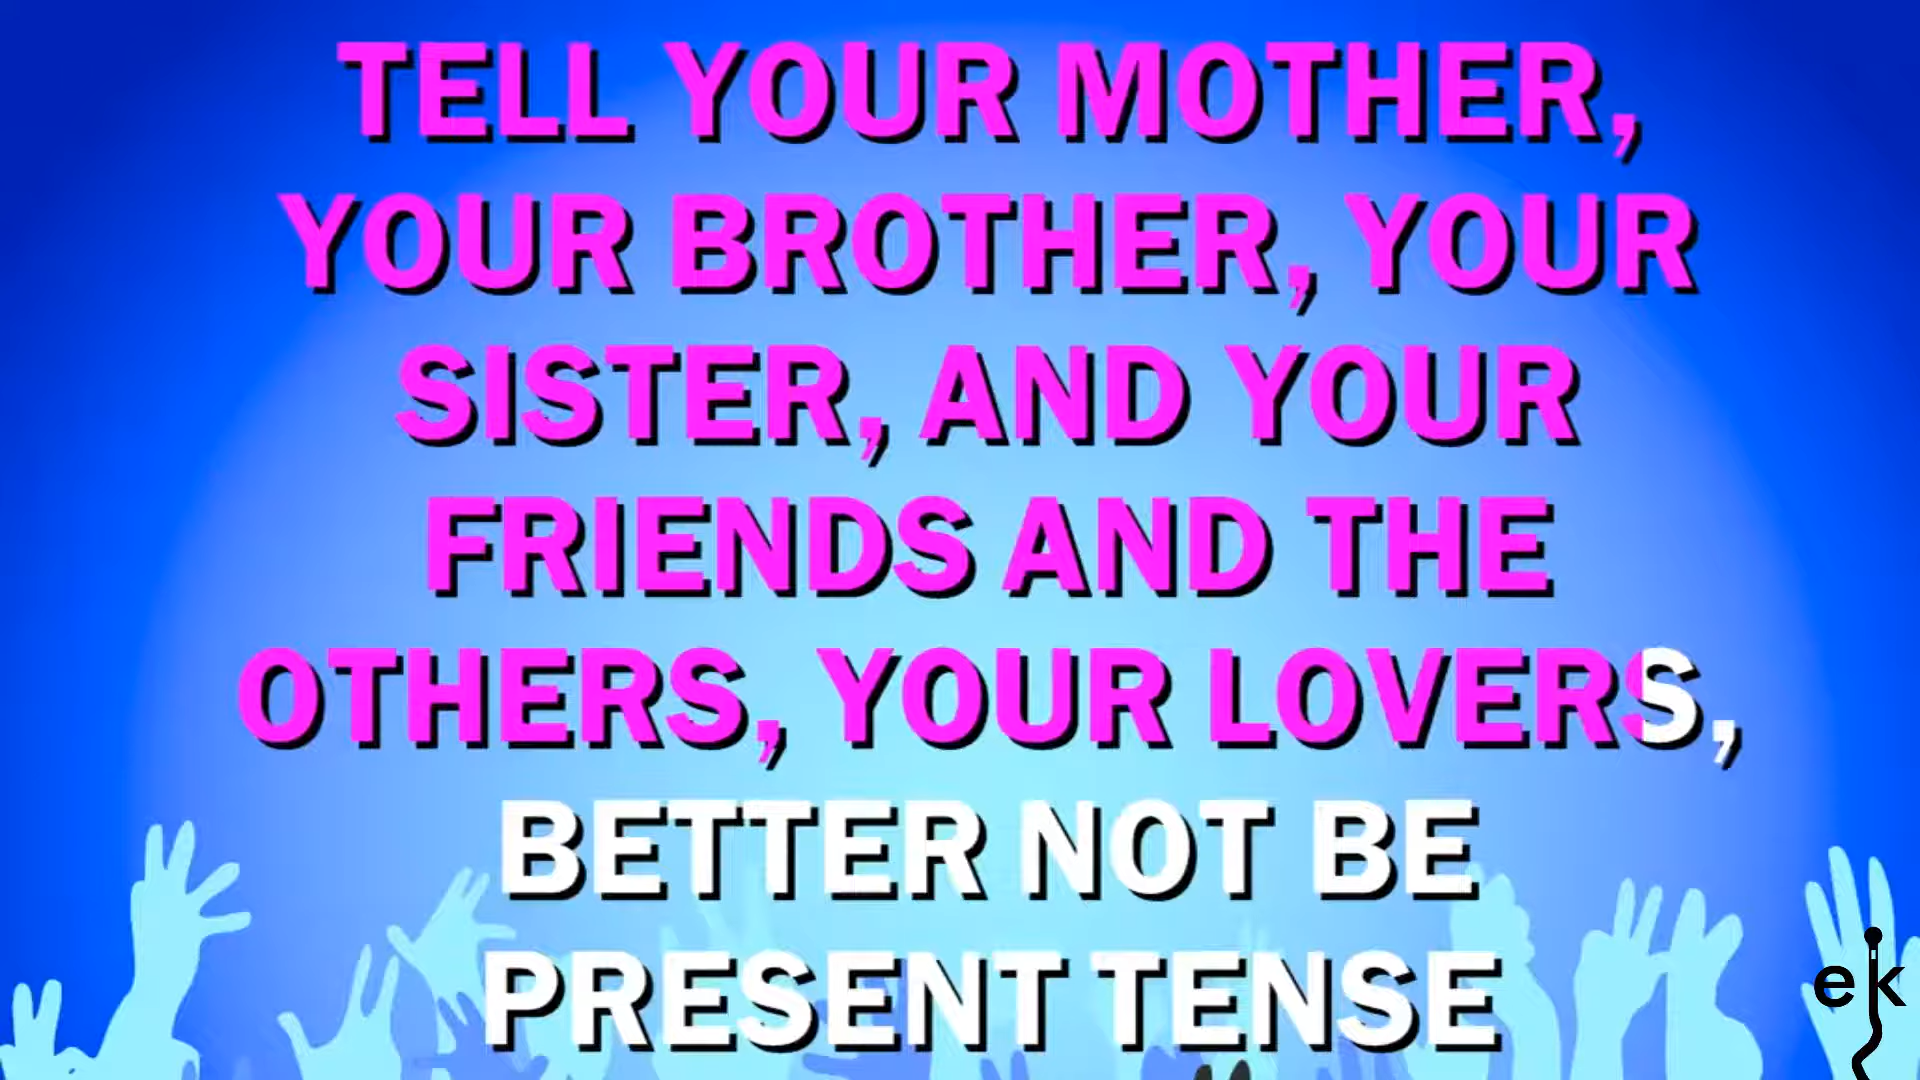 TELL YOUR MOTHER,
YOUR BROTHER, YOUR
SISTER, AND YOUR
FRIENDS AND THE
OTHERS, YOUR LOVERS,
BETTER NOT BE
PRESENT TENSE
ek